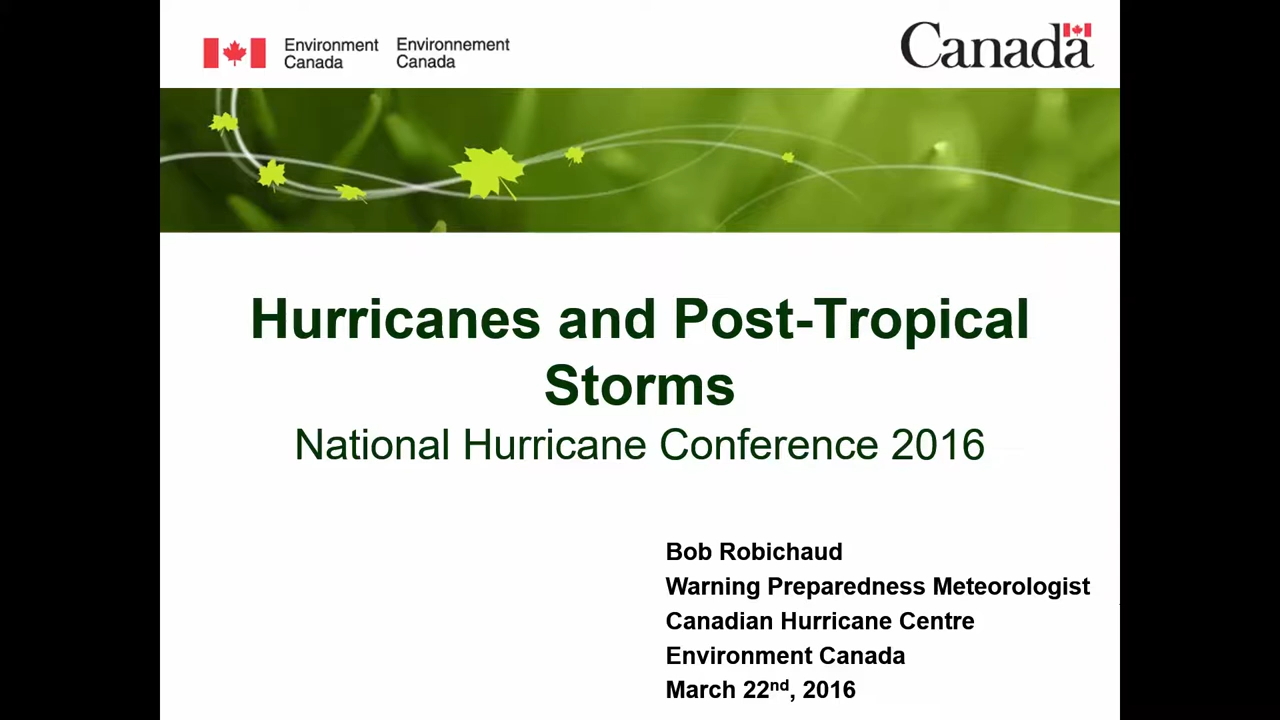 Environment Canada
Environnement Canada
Canada
Hurricanes and Post-Tropical
Storms
National Hurricane Conference 2016
Bob Robichaud
Warning Preparedness Meteorologist
Canadian Hurricane Centre
Environment Canada
March 22nd, 2016